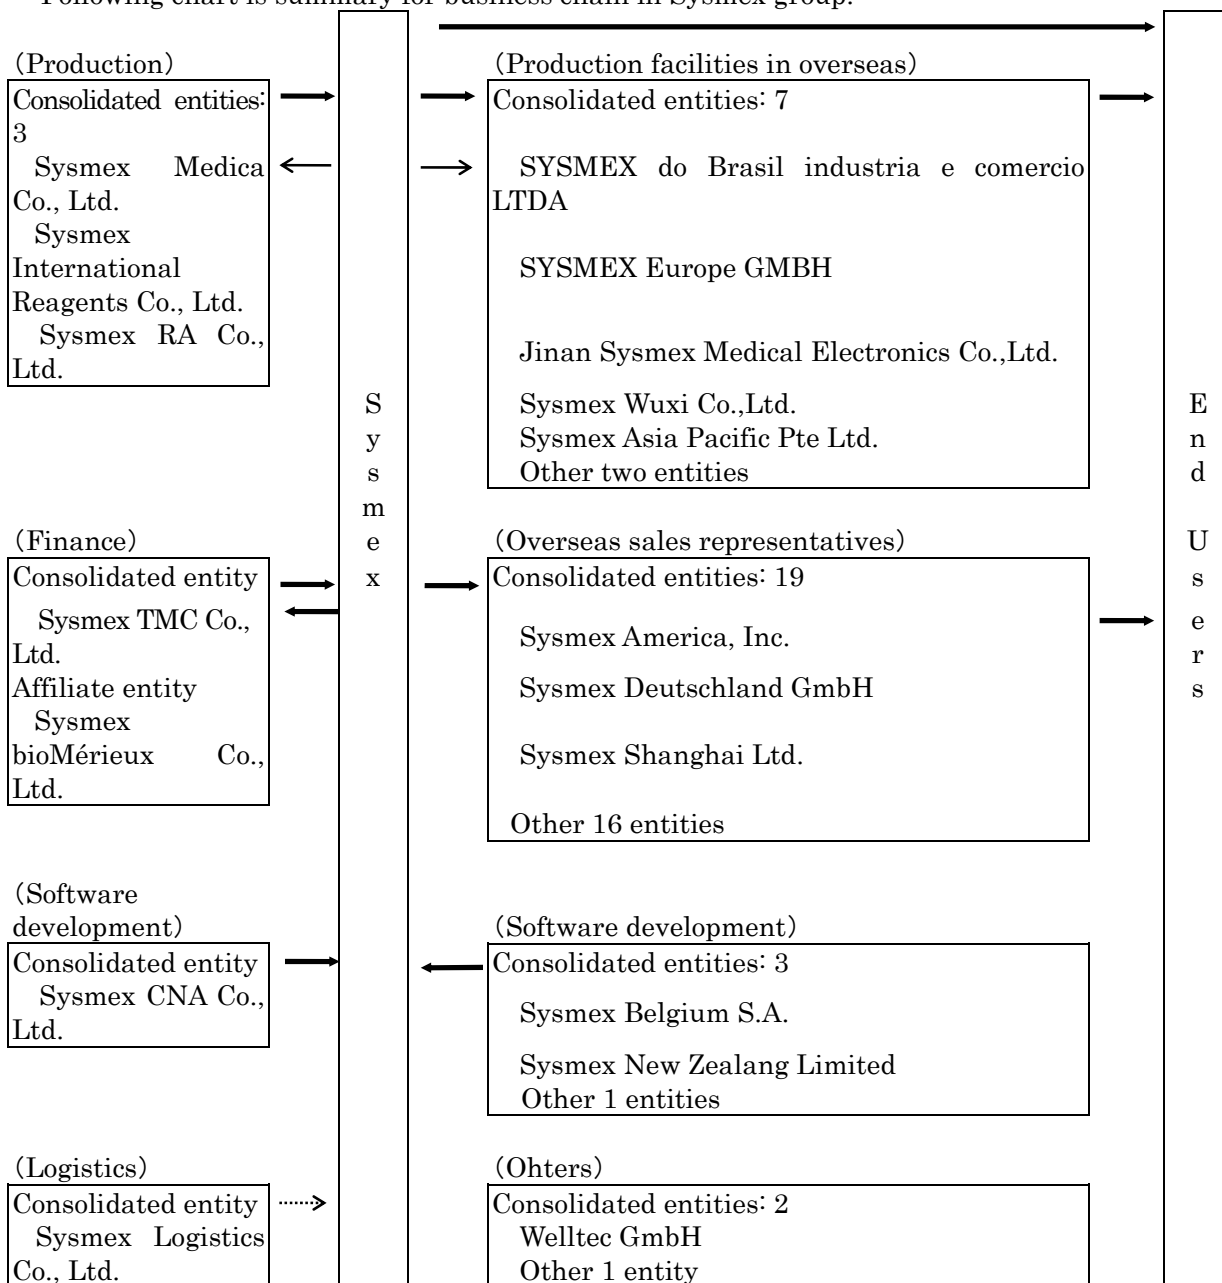 Following chart is summary for business chain in Sysmex group.
(Production)
Consolidated entities:
3
Sysmex Medica
Co., Ltd.
Sysmex
International
Reagents Co., Ltd.
Sysmex RA Co.,
Ltd.
(Finance)
Consolidated entity
Sysmex TMC Co.,
Ltd.
Affiliate entity
Sysmex
bioMérieux Co.,
Ltd.
(Software
development)
Consolidated entity
Sysmex CNA Co.,
Ltd.
(Logistics)
Consolidated entity
Sysmex Logistics
Co., Ltd.
S
y
s
m
e
x
(Production facilities in overseas)
Consolidated entities: 7
SYSMEX do Brasil industria e comercio
LTDA
SYSMEX Europe GMBH
Jinan Sysmex Medical Electronics Co.,Ltd.
Sysmex Wuxi Co.,Ltd.
Sysmex Asia Pacific Pte Ltd.
Other two entities
(Overseas sales representatives)
Consolidated entities: 19
Sysmex America, Inc.
Sysmex Deutschland GmbH
Sysmex Shanghai Ltd.
Other 16 entities
(Software development)
Consolidated entities: 3
Sysmex Belgium S.A.
Sysmex New Zealang Limited
Other 1 entities
(Ohters)
Consolidated entities: 2
Welltec GmbH
Other 1 entity
E
n
d
U
s
e
r
s